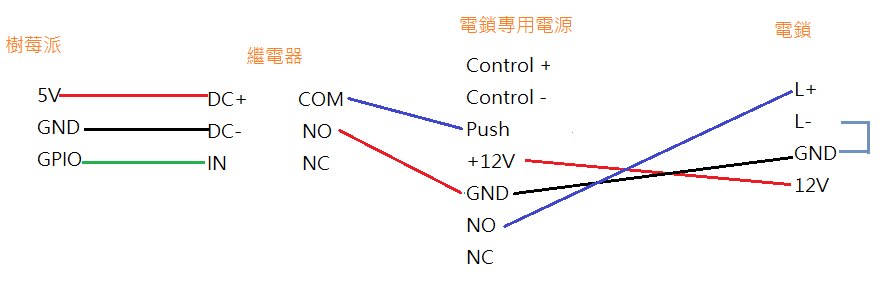 樹莓派
5V
GND
GPIO
繼電器
DC+
DC-
IN
COM
NO
NC
電鎖專用電源
Control +
Control -
Push
+12V
GND
NO
NC
電鎖
L+
L-
GND
12V